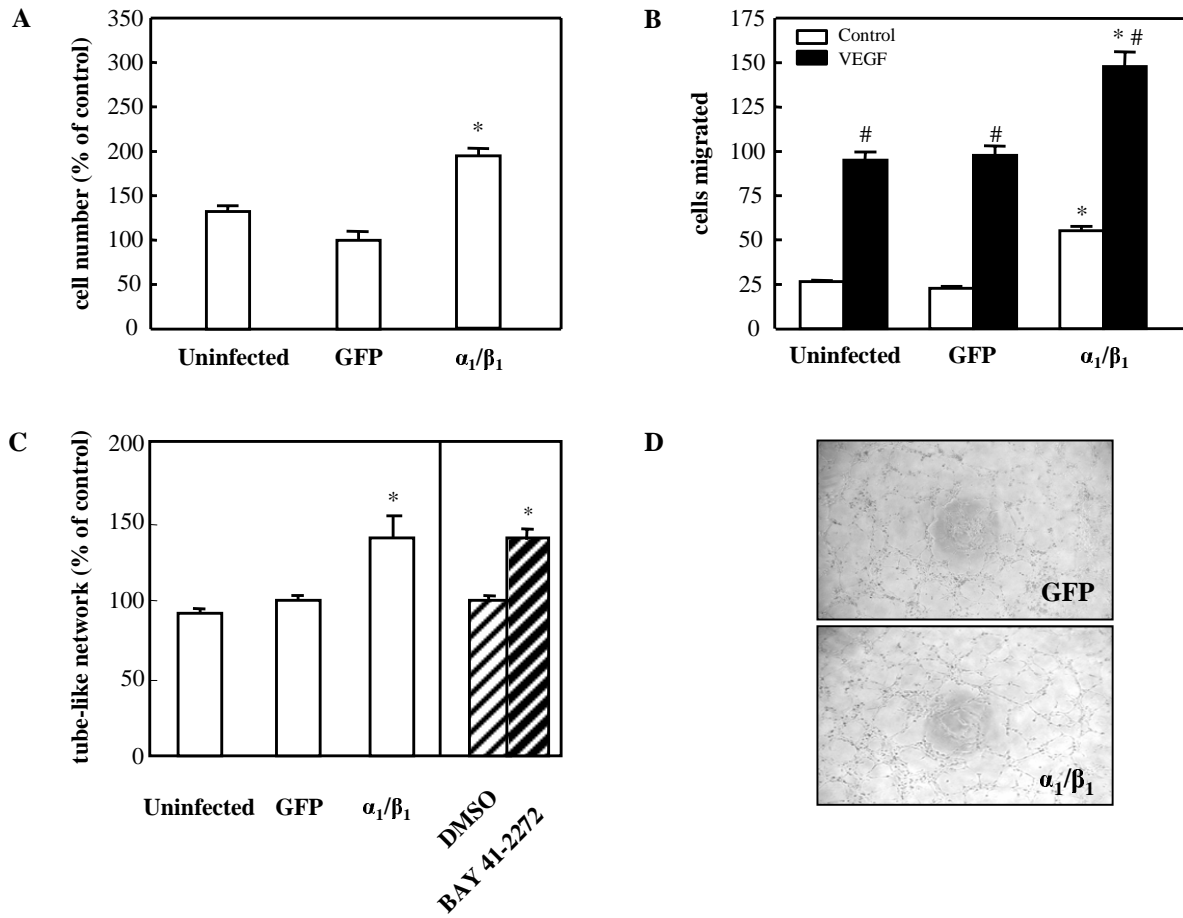 A
cell number (% of control)
350
300
250
200
150
100
50
0
*
Uninfected GFP α₁/β₁
B
cells migrated
175
150
125
100
75
50
25
0
Control
VEGF
# # * * #
Uninfected GFP α₁/β₁
C
tube-like network (% of control)
200
150
100
50
0
* *
Uninfected GFP α₁/β₁ DMSO BAY 41-2272
D
GFP
α₁/β₁